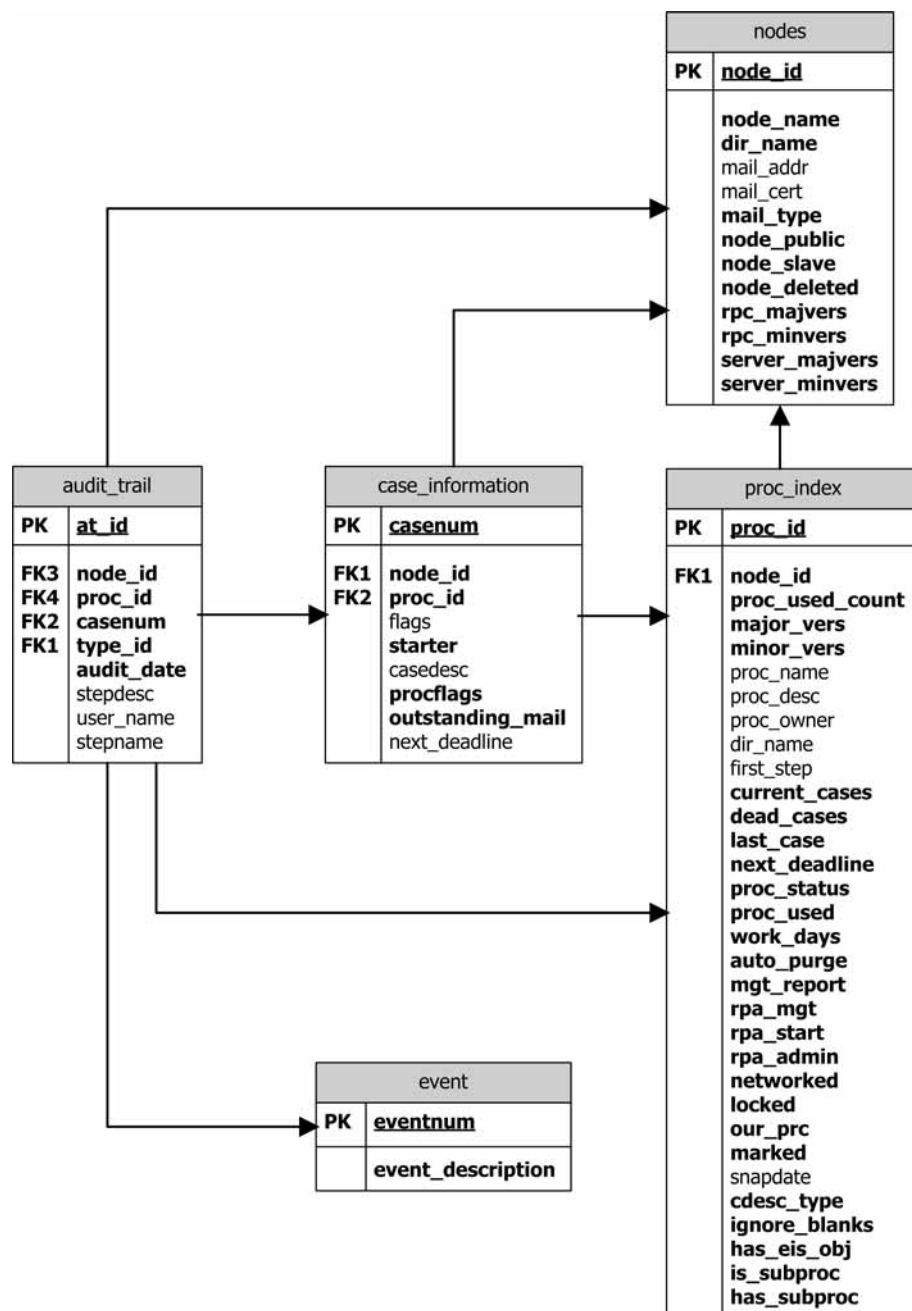 nodes
PK node_id
node_name
dir_name
mail_addr
mail_cert
mail_type
node_public
node_slave
node_deleted
rpc_majvers
rpc_minvers
server_majvers
server_minvers
audit_trail
PK at_id
FK3 node_id
FK4 proc_id
FK2 casenum
FK1 type_id
audit_date
stepdesc
user_name
stepname
case_information
PK casenum
FK1 node_id
FK2 proc_id
flags
starter
casedesc
procflags
outstanding_mail
next_deadline
proc_index
PK proc_id
FK1 node_id
proc_used_count
major_vers
minor_vers
proc_name
proc_desc
proc_owner
dir_name
first_step
current_cases
dead_cases
last_case
next_deadline
proc_status
proc_used
work_days
auto_purge
mgt_report
rpa_mgt
rpa_start
rpa_admin
networked
locked
our_prc
marked
snapdate
cdesc_type
ignore_blanks
has_eis_obj
is_subproc
has_subproc
event
PK eventnum
event_description